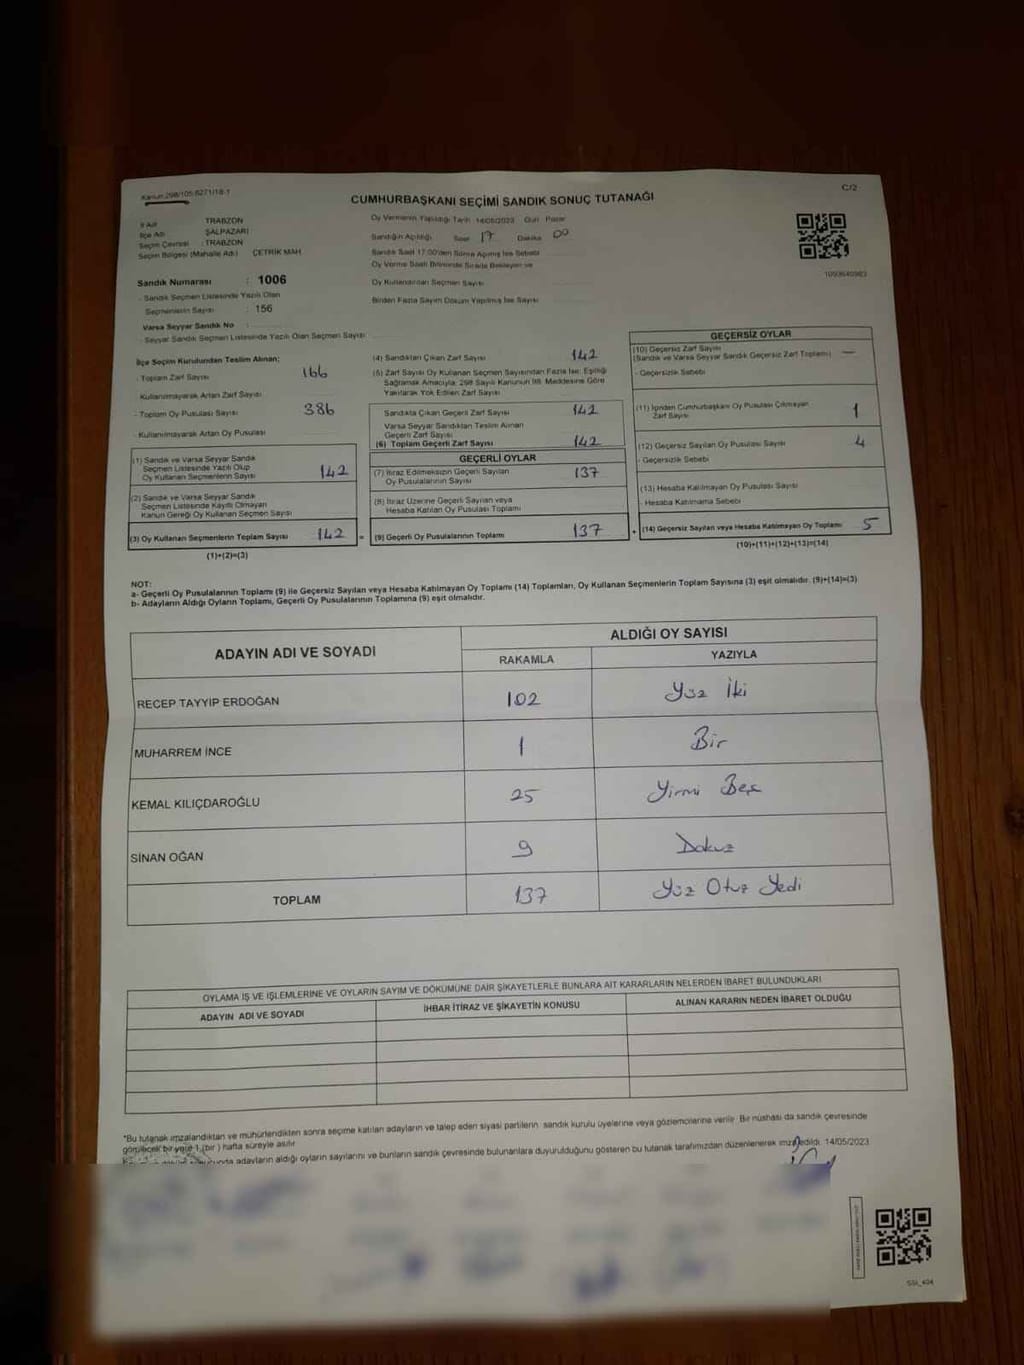 Kanun:298/105;6271/18-1
C/2
CUMHURBAŞKANI SEÇİMİ SANDIK SONUÇ TUTANAĞI
İl Adı TRABZON
İlçe Adı ŞALPAZARI
Seçim Çevresi : TRABZON
Seçim Bölgesi (Mahalle Adı) ÇETRİK MAH
Sandık Numarası : 1006
- Sandık Seçmen Listesinde Yazılı Olan
Seçmenlerin Sayısı : 156
Varsa Seyyar Sandık No :
- Seyyar Sandık Seçmen Listesinde Yazılı Olan Seçmen Sayısı
Oy Vermenin Yapıldığı Tarih 14/05/2023 Gün Pazar
Sandığın Açıldığı Saat 17 Dakika 00
Sandık Saat 17:00'den Sonra Açılmış İse Sebebi
Oy Verme Saati Bitiminde Sırada Bekleyen ve
Oy Kullandırılan Seçmen Sayısı
Birden Fazla Sayım Döküm Yapılmış İse Sayısı
1093640983
İlçe Seçim Kurulundan Teslim Alınan;
- Toplam Zarf Sayısı 166
Kullanılmayarak Artan Zarf Sayısı
- Toplam Oy Pusulası Sayısı 386
- Kullanılmayarak Artan Oy Pusulası
(1) Sandık ve Varsa Seyyar Sandık
Seçmen Listesinde Yazılı Olup
Oy Kullanan Seçmenlerin Sayısı 142
(2) Sandık ve Varsa Seyyar Sandık
Seçmen Listesinde Kayıtlı Olmayan
Kanun Gereği Oy Kullanan Seçmen Sayısı
(3) Oy Kullanan Seçmenlerin Toplam Sayısı 142 =
(1)+(2)=(3)
(4) Sandıktan Çıkan Zarf Sayısı 142
(5) Zarf Sayısı Oy Kullanan Seçmen Sayısından Fazla İse; Eşitliği
Sağlamak Amacıyla, 298 Sayılı Kanunun 98. Maddesine Göre
Yakılarak Yok Edilen Zarf Sayısı
Sandıkta Çıkan Geçerli Zarf Sayısı 142
Varsa Seyyar Sandıktan Teslim Alınan
Geçerli Zarf Sayısı
(6) Toplam Geçerli Zarf Sayısı 142
GEÇERLİ OYLAR
(7) İtiraz Edilmeksizin Geçerli Sayılan
Oy Pusulalarının Sayısı 137
(8) İtiraz Üzerine Geçerli Sayılan veya
Hesaba Katılan Oy Pusulası Toplamı
(9) Geçerli Oy Pusulalarının Toplamı 137 +
GEÇERSİZ OYLAR
(10) Geçersiz Zarf Sayısı
(Sandık ve Varsa Seyyar Sandık Geçersiz Zarf Toplamı) —
- Geçersizlik Sebebi
(11) İçinden Cumhurbaşkanı Oy Pusulası Çıkmayan
Zarf Sayısı 1
(12) Geçersiz Sayılan Oy Pusulası Sayısı 4
- Geçersizlik Sebebi
(13) Hesaba Katılmayan Oy Pusulası Sayısı
- Hesaba Katılmama Sebebi
(14) Geçersiz Sayılan veya Hesaba Katılmayan Oy Toplamı 5
(10)+(11)+(12)+(13)=(14)
NOT:
a- Geçerli Oy Pusulalarının Toplamı (9) ile Geçersiz Sayılan veya Hesaba Katılmayan Oy Toplamı (14) Toplamları, Oy Kullanan Seçmenlerin Toplam Sayısına (3) eşit olmalıdır. (9)+(14)=(3)
b- Adayların Aldığı Oyların Toplamı, Geçerli Oy Pusulalarının Toplamına (9) eşit olmalıdır.
ADAYIN ADI VE SOYADI
ALDIĞI OY SAYISI
RAKAMLA YAZIYLA
RECEP TAYYİP ERDOĞAN 102 Yüz İki
MUHARREM İNCE 1 Bir
KEMAL KILIÇDAROĞLU 25 Yirmi Beş
SİNAN OĞAN 9 Dokuz
TOPLAM 137 Yüz Otuz Yedi
OYLAMA İŞ VE İŞLEMLERİNE VE OYLARIN SAYIM VE DÖKÜMÜNE DAİR ŞİKAYETLERLE BUNLARA AİT KARARLARIN NELERDEN İBARET BULUNDUKLARI
ADAYIN ADI VE SOYADI İHBAR İTİRAZ VE ŞİKAYETİN KONUSU ALINAN KARARIN NEDEN İBARET OLDUĞU
*Bu tutanak imzalandıktan ve mühürlendikten sonra seçime katılan adayların ve talep eden siyasi partilerin sandık kurulu üyelerine veya gözlemcilerine verilir. Bir nüshası da sandık çevresinde
görülecek bir yere 1 (bir) hafta süreyle asılır.
adayların aldığı oyların sayılarını ve bunların sandık çevresinde bulunanlara duyurulduğunu gösteren bu tutanak tarafımızdan düzenlenerek imza edildi. 14/05/2023
SSI_404